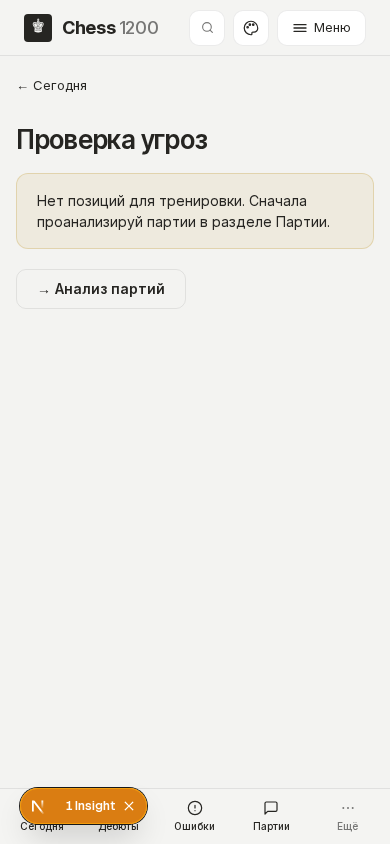 Chess 1200
Меню
← Сегодня
Проверка угроз
Нет позиций для тренировки. Сначала
проанализируй партии в разделе Партии.
→ Анализ партий
1 Insight
Сегодня
Дебюты
Ошибки
Партии
Ещё